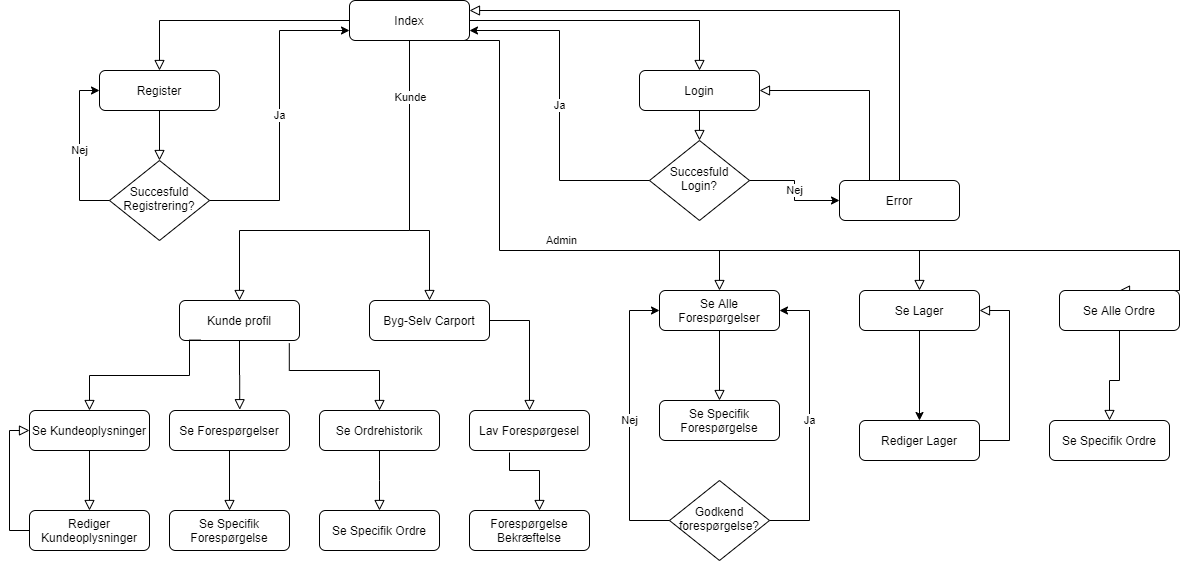 Index
Register
Login
Kunde
Ja
Ja
Nej
Succesfuld
Registrering?
Succesfuld
Login?
Nej
Error
Admin
Kunde profil
Byg-Selv Carport
Se Alle
Forespørgelser
Se Lager
Se Alle Ordre
Se Kundeoplysninger
Se Forespørgelser
Se Ordrehistorik
Lav Forespørgesel
Nej
Se Specifik
Forespørgelse
Ja
Rediger Lager
Se Specifik Ordre
Rediger
Kundeoplysninger
Se Specifik
Forespørgelse
Se Specifik Ordre
Forespørgelse
Bekræftelse
Godkend
forespørgelse?